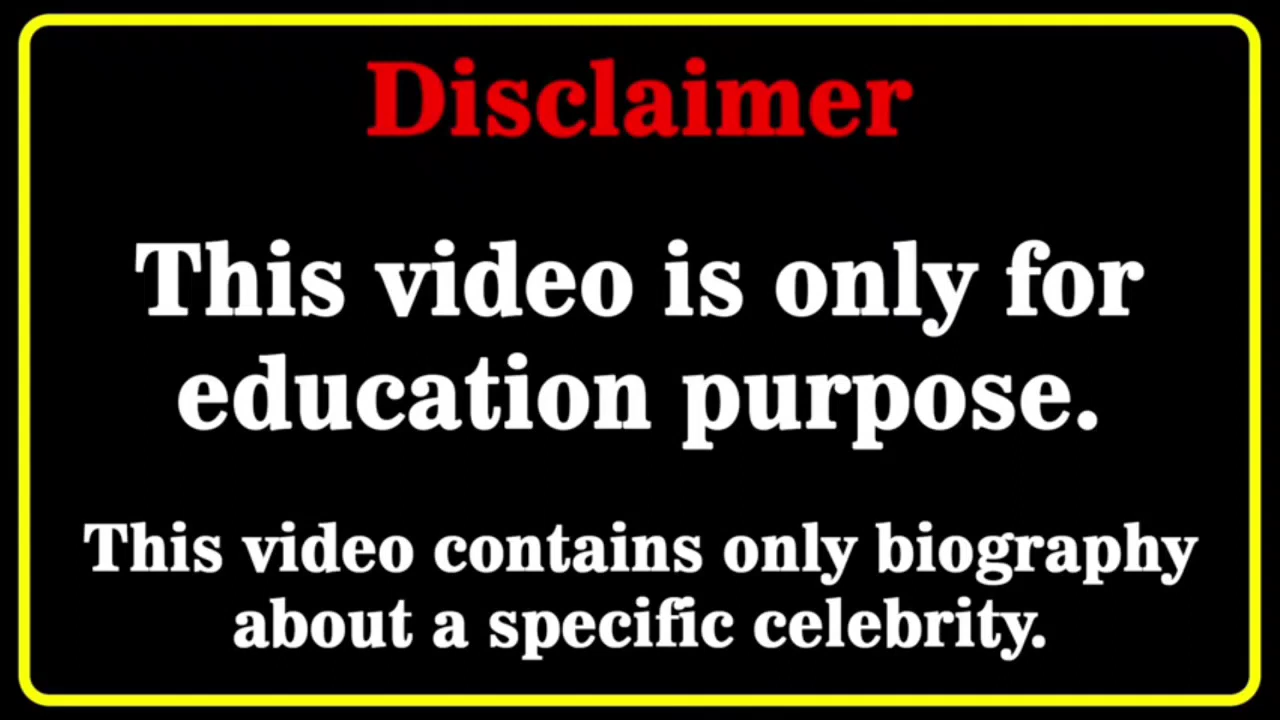 Disclaimer
This video is only for
education purpose.
This video contains only biography
about a specific celebrity.